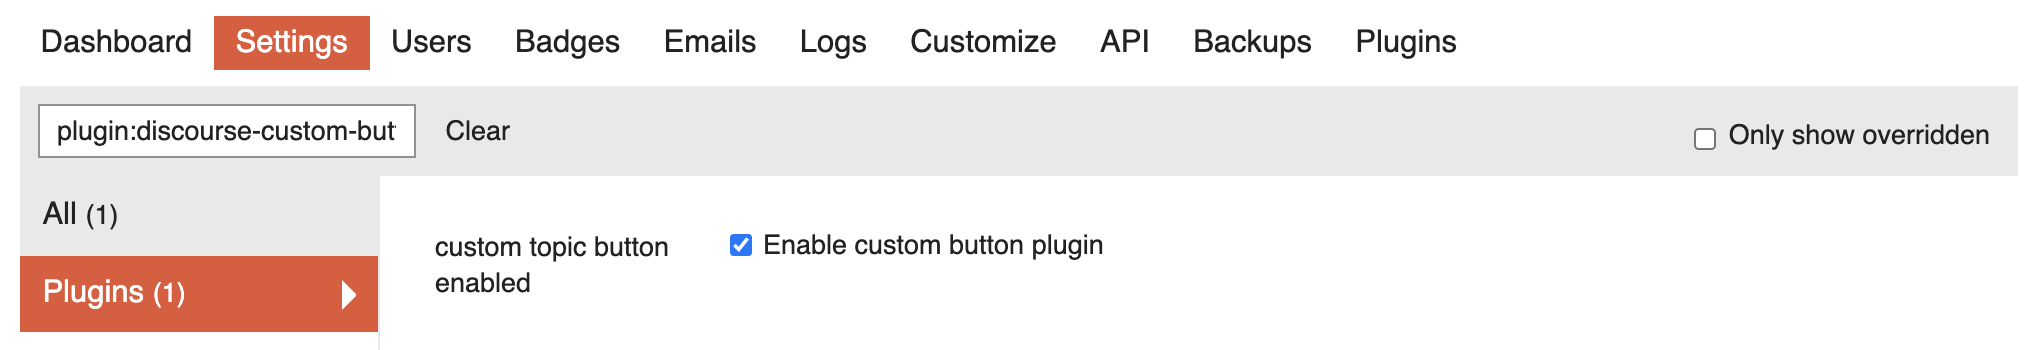 Dashboard Settings Users Badges Emails Logs Customize API Backups Plugins
plugin:discourse-custom-but Clear Only show overridden
All (1)
Plugins (1)
custom topic button enabled
Enable custom button plugin